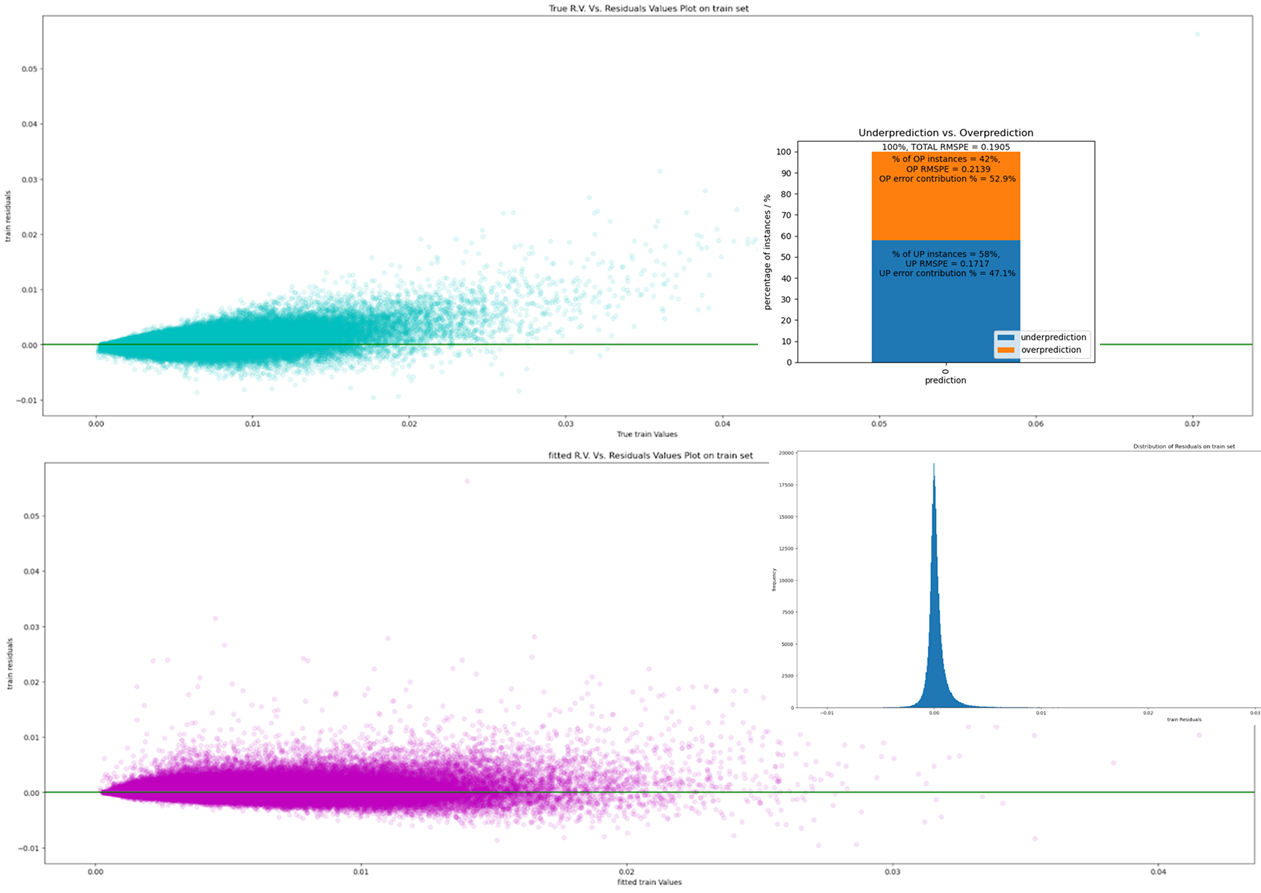 True R.V. Vs. Residuals Values Plot on train set
train residuals
0.05
0.04
0.03
0.02
0.01
0.00
−0.01
0.00 0.01 0.02 0.03 0.04 0.05 0.06 0.07
True train Values
Underprediction vs. Overprediction
percentage of instances / %
100
90
80
70
60
50
40
30
20
10
0
100%, TOTAL RMSPE = 0.1905
% of OP instances = 42%,
OP RMSPE = 0.2139
OP error contribution % = 52.9%
% of UP instances = 58%,
UP RMSPE = 0.1717
UP error contribution % = 47.1%
underprediction
overprediction
0
prediction
fitted R.V. Vs. Residuals Values Plot on train set
train residuals
0.05
0.04
0.03
0.02
0.01
0.00
−0.01
0.00 0.01 0.02 0.03 0.04
fitted train Values
Distribution of Residuals on train set
frequency
20000
17500
15000
12500
10000
7500
5000
2500
0
−0.01 0.00 0.01 0.02 0.03
train Residuals